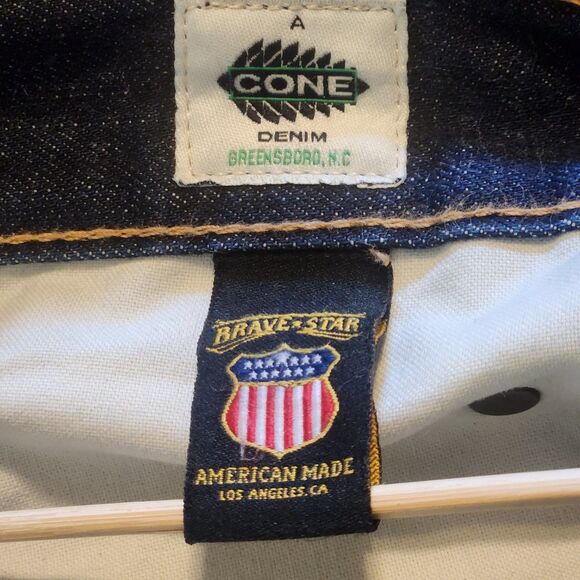 A
CONE
DENIM
GREENSBORO, N.C
BRAVE★STAR
AMERICAN MADE
LOS ANGELES, CA